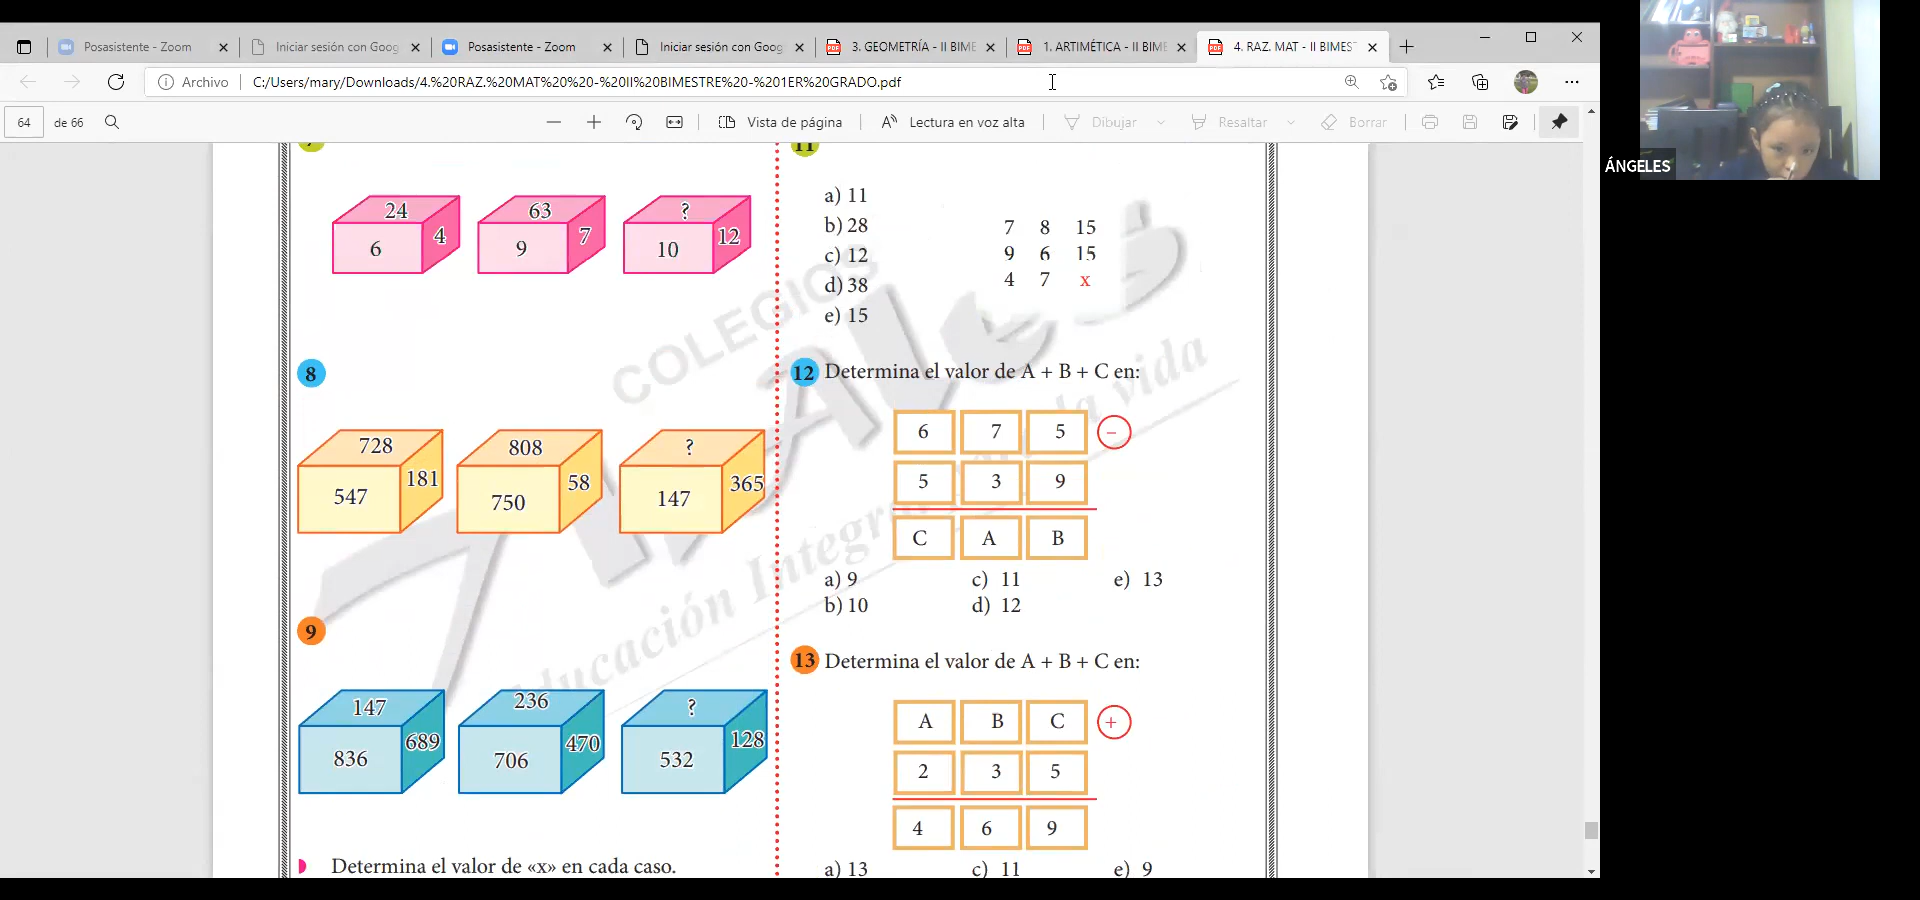 Posasistente - Zoom
Iniciar sesión con Goog
Posasistente - Zoom
Iniciar sesión con Goog
3. GEOMETRÍA - II BIME
1. ARTIMÉTICA - II BIME
4. RAZ. MAT - II BIMEST
Archivo
C:/Users/mary/Downloads/4.%20RAZ.%20MAT%20%20-%20II%20BIMESTRE%20-%201ER%20GRADO.pdf
64 de 66
Vista de página
Lectura en voz alta
Dibujar
Resaltar
Borrar
ÁNGELES
24
6 4
63
9 7
?
10 12
8
728
547 181
808
750 58
?
147 365
9
147
836 689
236
706 470
?
532 128
Determina el valor de «x» en cada caso.
11
a) 11
b) 28
c) 12
d) 38
e) 15
7 8 15
9 6 15
4 7 x
12 Determina el valor de A + B + C en:
6 7 5 −
5 3 9
C A B
a) 9 c) 11 e) 13
b) 10 d) 12
13 Determina el valor de A + B + C en:
A B C +
2 3 5
4 6 9
a) 13 c) 11 e) 9
COLEGIOS
Educación Integral
la vida